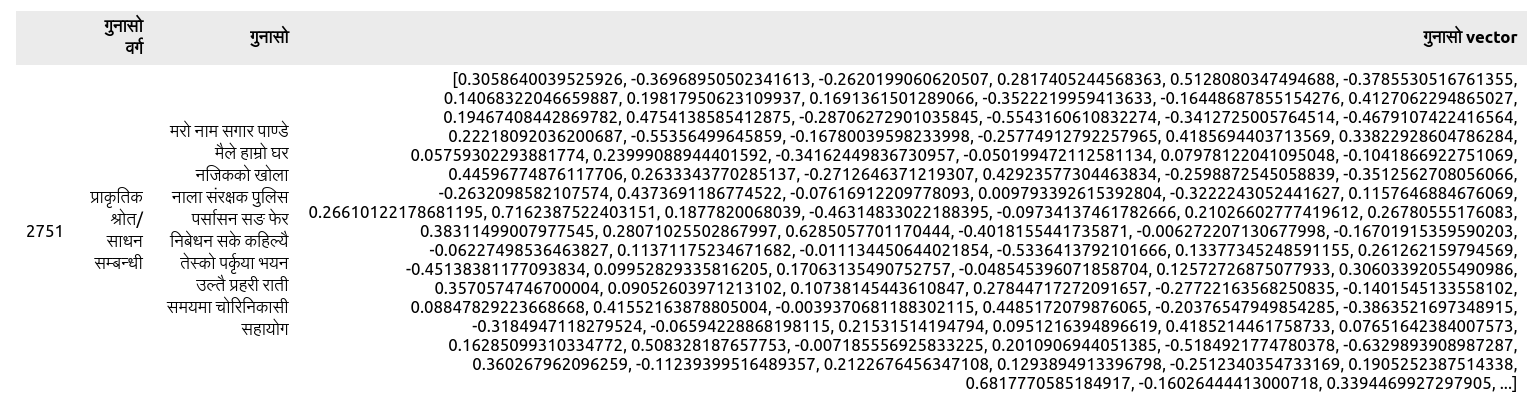 गुनासो वर्ग गुनासो गुनासो vector
2751
प्राकृतिक
श्रोत/
साधन
सम्बन्धी
मरो नाम सगार पाण्डे
मैले हाम्रो घर
नजिकको खोला
नाला संरक्षक पुलिस
पर्सासन सङ फेर
निबेधन सके कहिल्यै
तेस्को पर्कृया भयन
उल्तै प्रहरी राती
समयमा चोरिनिकासी
सहायोग
[0.3058640039525926, -0.36968950502341613, -0.2620199060620507, 0.2817405244568363, 0.5128080347494688, -0.3785530516761355,
0.14068322046659887, 0.19817950623109937, 0.1691361501289066, -0.3522219959413633, -0.16448687855154276, 0.4127062294865027,
0.19467408442869782, 0.4754138585412875, -0.28706272901035845, -0.5543160610832274, -0.3412725005764514, -0.4679107422416564,
0.22218092036200687, -0.55356499645859, -0.16780039598233998, -0.25774912792257965, 0.4185694403713569, 0.33822928604786284,
0.05759302293881774, 0.23999088944401592, -0.34162449836730957, -0.050199472112581134, 0.07978122041095048, -0.1041866922751069,
0.44596774876117706, 0.2633343770285137, -0.2712646371219307, 0.42923577304463834, -0.2598872545058839, -0.3512562708056066,
-0.2632098582107574, 0.4373691186774522, -0.07616912209778093, 0.009793392615392804, -0.3222243052441627, 0.1157646884676069,
0.26610122178681195, 0.7162387522403151, 0.1877820068039, -0.46314833022188395, -0.09734137461782666, 0.21026602777419612, 0.26780555176083,
0.38311499007977545, 0.28071025502867997, 0.6285057701170444, -0.4018155441735871, -0.006272207130677998, -0.16701915359590203,
-0.06227498536463827, 0.11371175234671682, -0.011134450644021854, -0.5336413792101666, 0.13377345248591155, 0.261262159794569,
-0.45138381177093834, 0.09952829335816205, 0.17063135490752757, -0.048545396071858704, 0.12572726875077933, 0.30603392055490986,
0.3570574746700004, 0.09052603971213102, 0.10738145443610847, 0.27844717272091657, -0.27722163568250835, -0.1401545133558102,
0.08847829223668668, 0.41552163878805004, -0.0039370681188302115, 0.4485172079876065, -0.20376547949854285, -0.3863521697348915,
-0.3184947118279524, -0.06594228868198115, 0.21531514194794, 0.0951216394896619, 0.4185214461758733, 0.07651642384007573,
0.16285099310334772, 0.508328187657753, -0.007185556925833225, 0.2010906944051385, -0.5184921774780378, -0.6329893908987287,
0.360267962096259, -0.11239399516489357, 0.2122676456347108, 0.1293894913396798, -0.2512340354733169, 0.1905252387514338,
0.6817770585184917, -0.16026444413000718, 0.3394469927297905, ...]